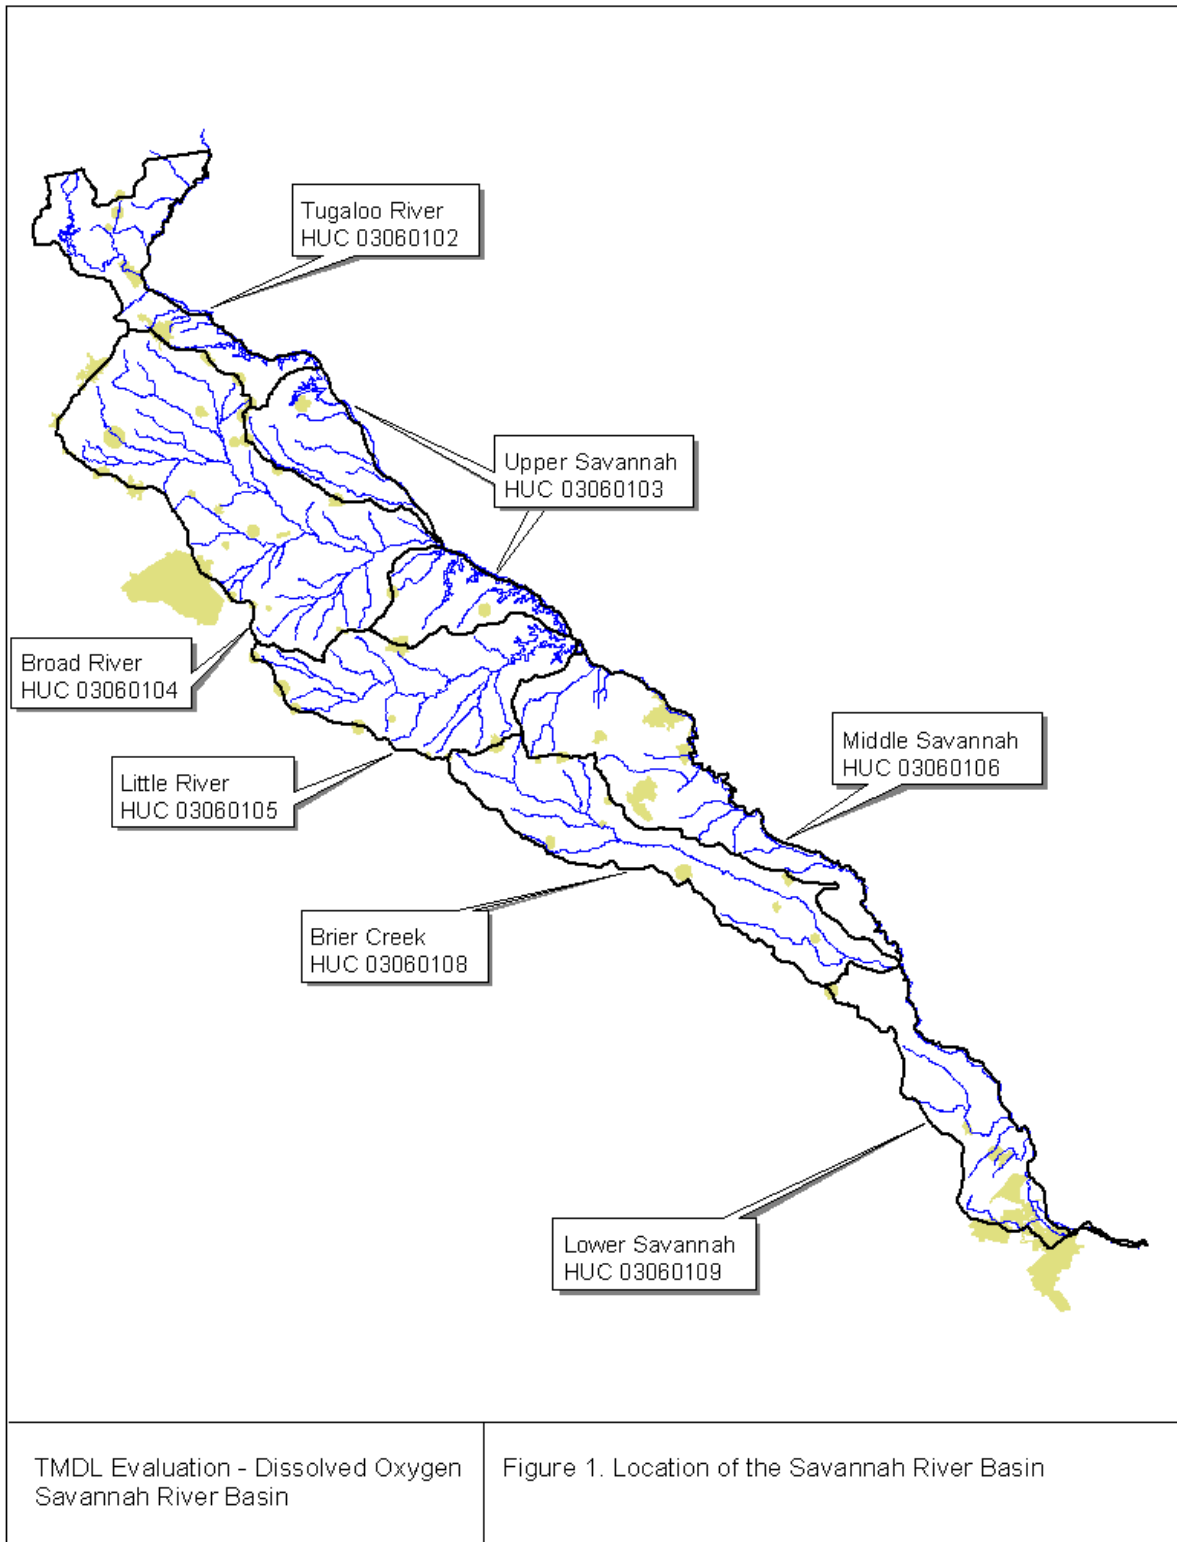 Tugaloo River
HUC 03060102
Upper Savannah
HUC 03060103
Broad River
HUC 03060104
Middle Savannah
HUC 03060106
Little River
HUC 03060105
Brier Creek
HUC 03060108
Lower Savannah
HUC 03060109
TMDL Evaluation - Dissolved Oxygen
Savannah River Basin
Figure 1. Location of the Savannah River Basin